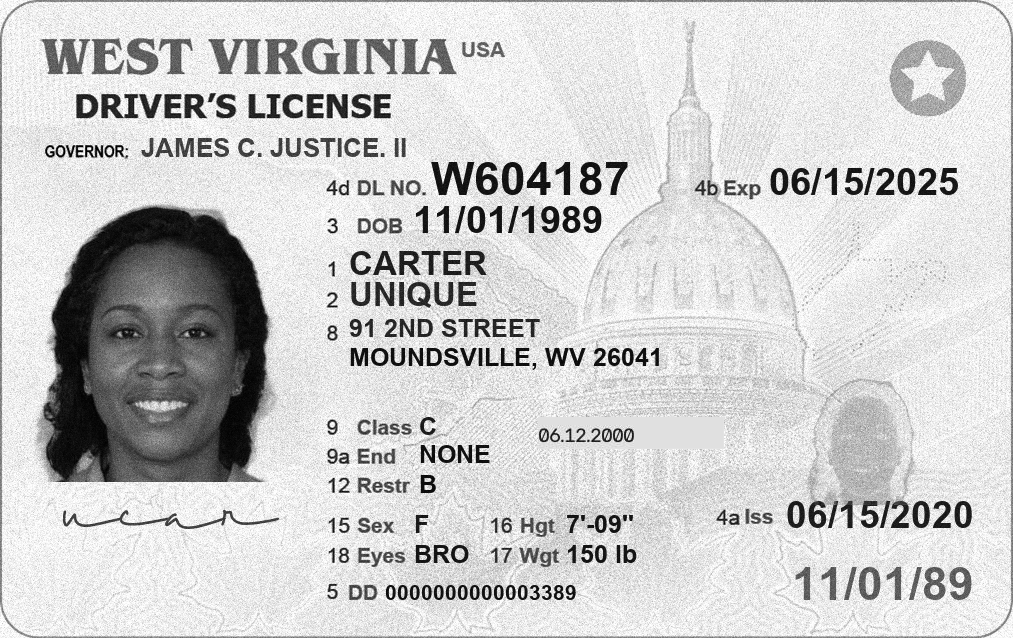 WEST VIRGINIA USA
DRIVER'S LICENSE
GOVERNOR: JAMES C. JUSTICE. II
4d DL NO. W604187 4b Exp 06/15/2025
3 DOB 11/01/1989
1 CARTER
2 UNIQUE
8 91 2ND STREET
MOUNDSVILLE, WV 26041
9 Class C
06.12.2000
9a End NONE
12 Restr B
ucar
15 Sex F 16 Hgt 7'-09" 4a Iss 06/15/2020
18 Eyes BRO 17 Wgt 150 lb
5 DD 0000000000003389
11/01/89